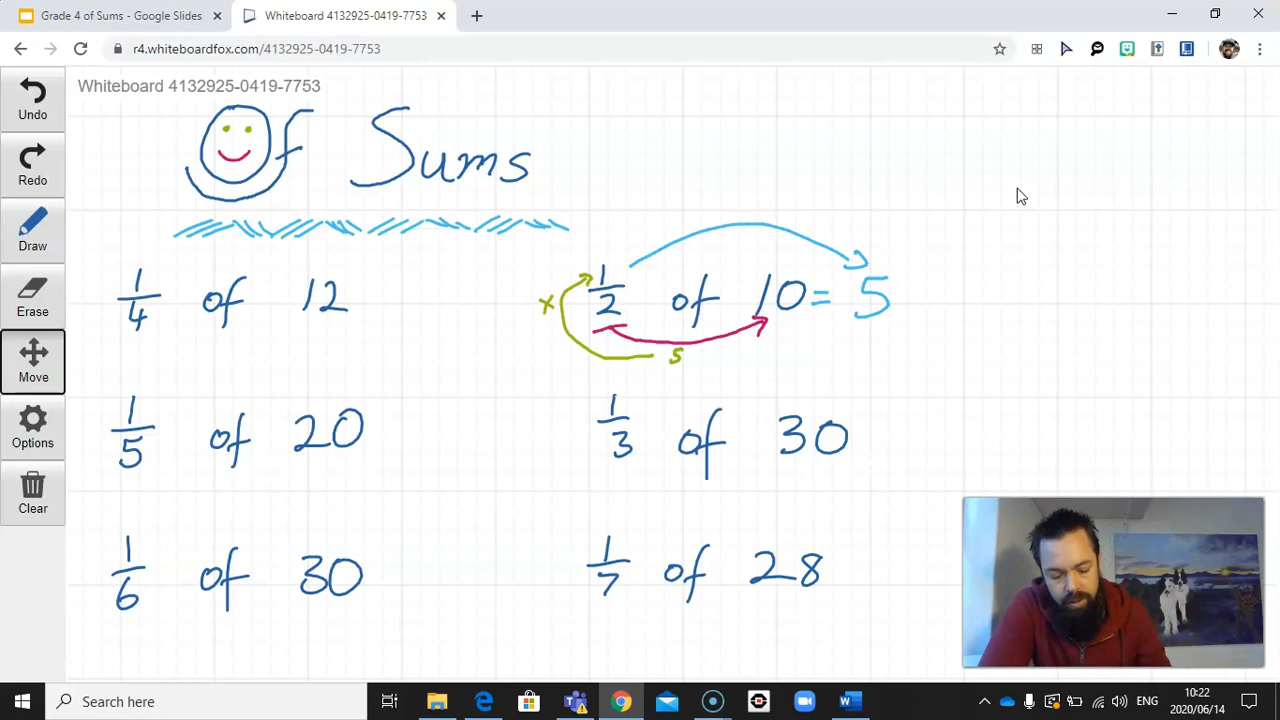 Grade 4 of Sums - Google Slides
Whiteboard 4132925-0419-7753
r4.whiteboardfox.com/4132925-0419-7753
Whiteboard 4132925-0419-7753
Undo
Redo
Draw
Erase
Move
Options
Clear
Of Sums
1/4 of 12
1/2 of 10 = 5
x
5
1/5 of 20
1/3 of 30
1/6 of 30
1/7 of 28
Search here
ENG
10:22
2020/06/14